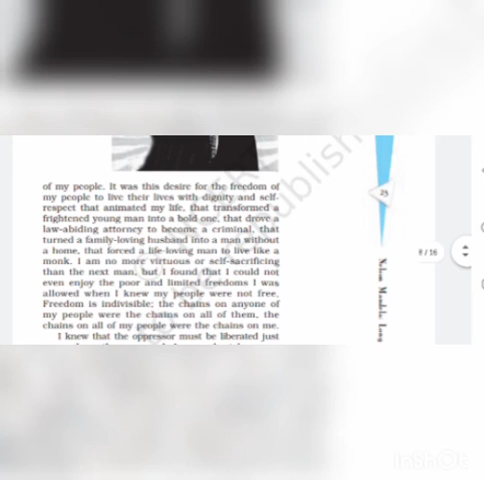 of my people. It was this desire for the freedom of
my people to live their lives with dignity and self-
respect that animated my life, that transformed a
frightened young man into a bold one, that drove a
law-abiding attorney to become a criminal, that
turned a family-loving husband into a man without
a home, that forced a life-loving man to live like a
monk. I am no more virtuous or self-sacrificing
than the next man, but I found that I could not
even enjoy the poor and limited freedoms I was
allowed when I knew my people were not free.
Freedom is indivisible; the chains on anyone of
my people were the chains on all of them, the
chains on all of my people were the chains on me.
I knew that the oppressor must be liberated just
25
Nelson Mandela: Long
9 / 16
InShOt